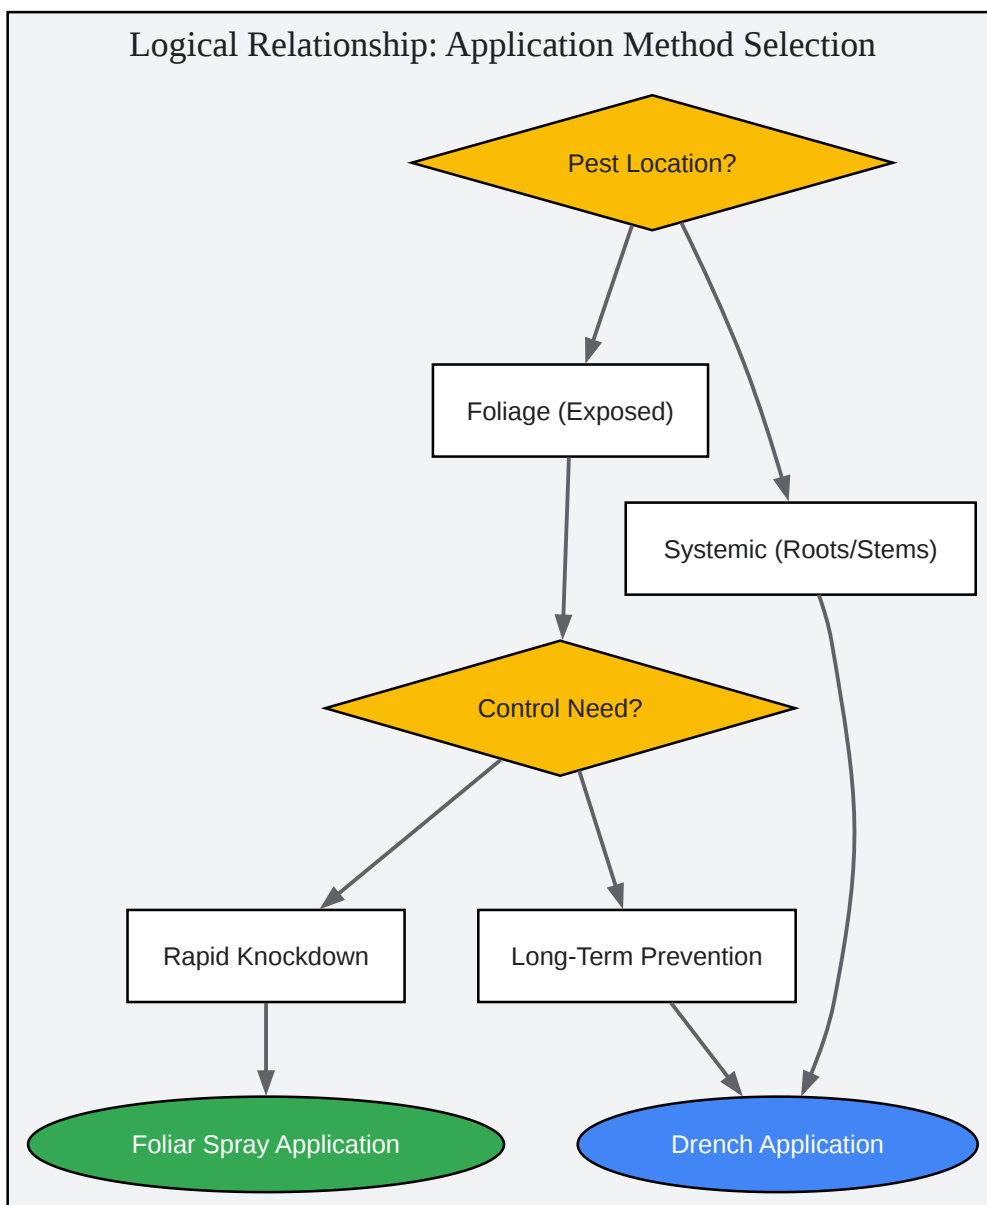 Logical Relationship: Application Method Selection
Pest Location?
Foliage (Exposed)
Systemic (Roots/Stems)
Control Need?
Rapid Knockdown
Long-Term Prevention
Foliar Spray Application
Drench Application